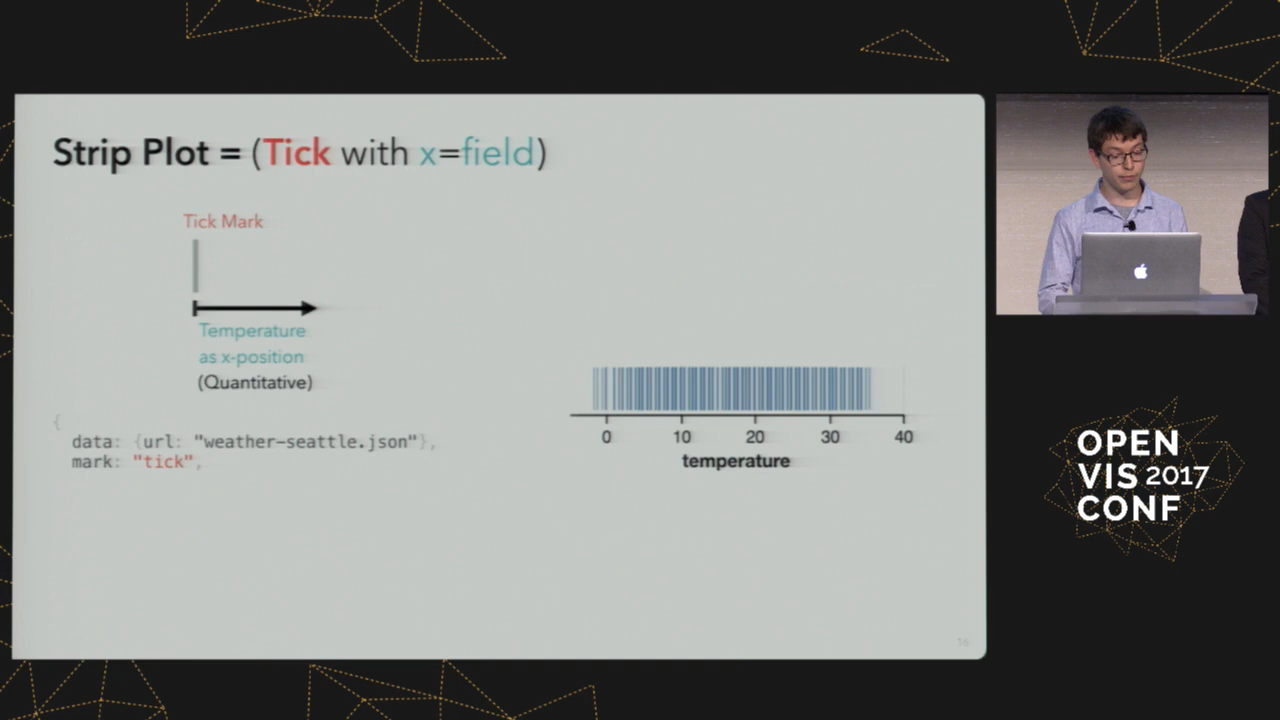 Strip Plot = (Tick with x=field)
Tick Mark
Temperature
as x-position
(Quantitative)
{
data: {url: "weather-seattle.json"},
mark: "tick",
0 10 20 30 40
temperature
16
OPEN
VIS 2017
CONF